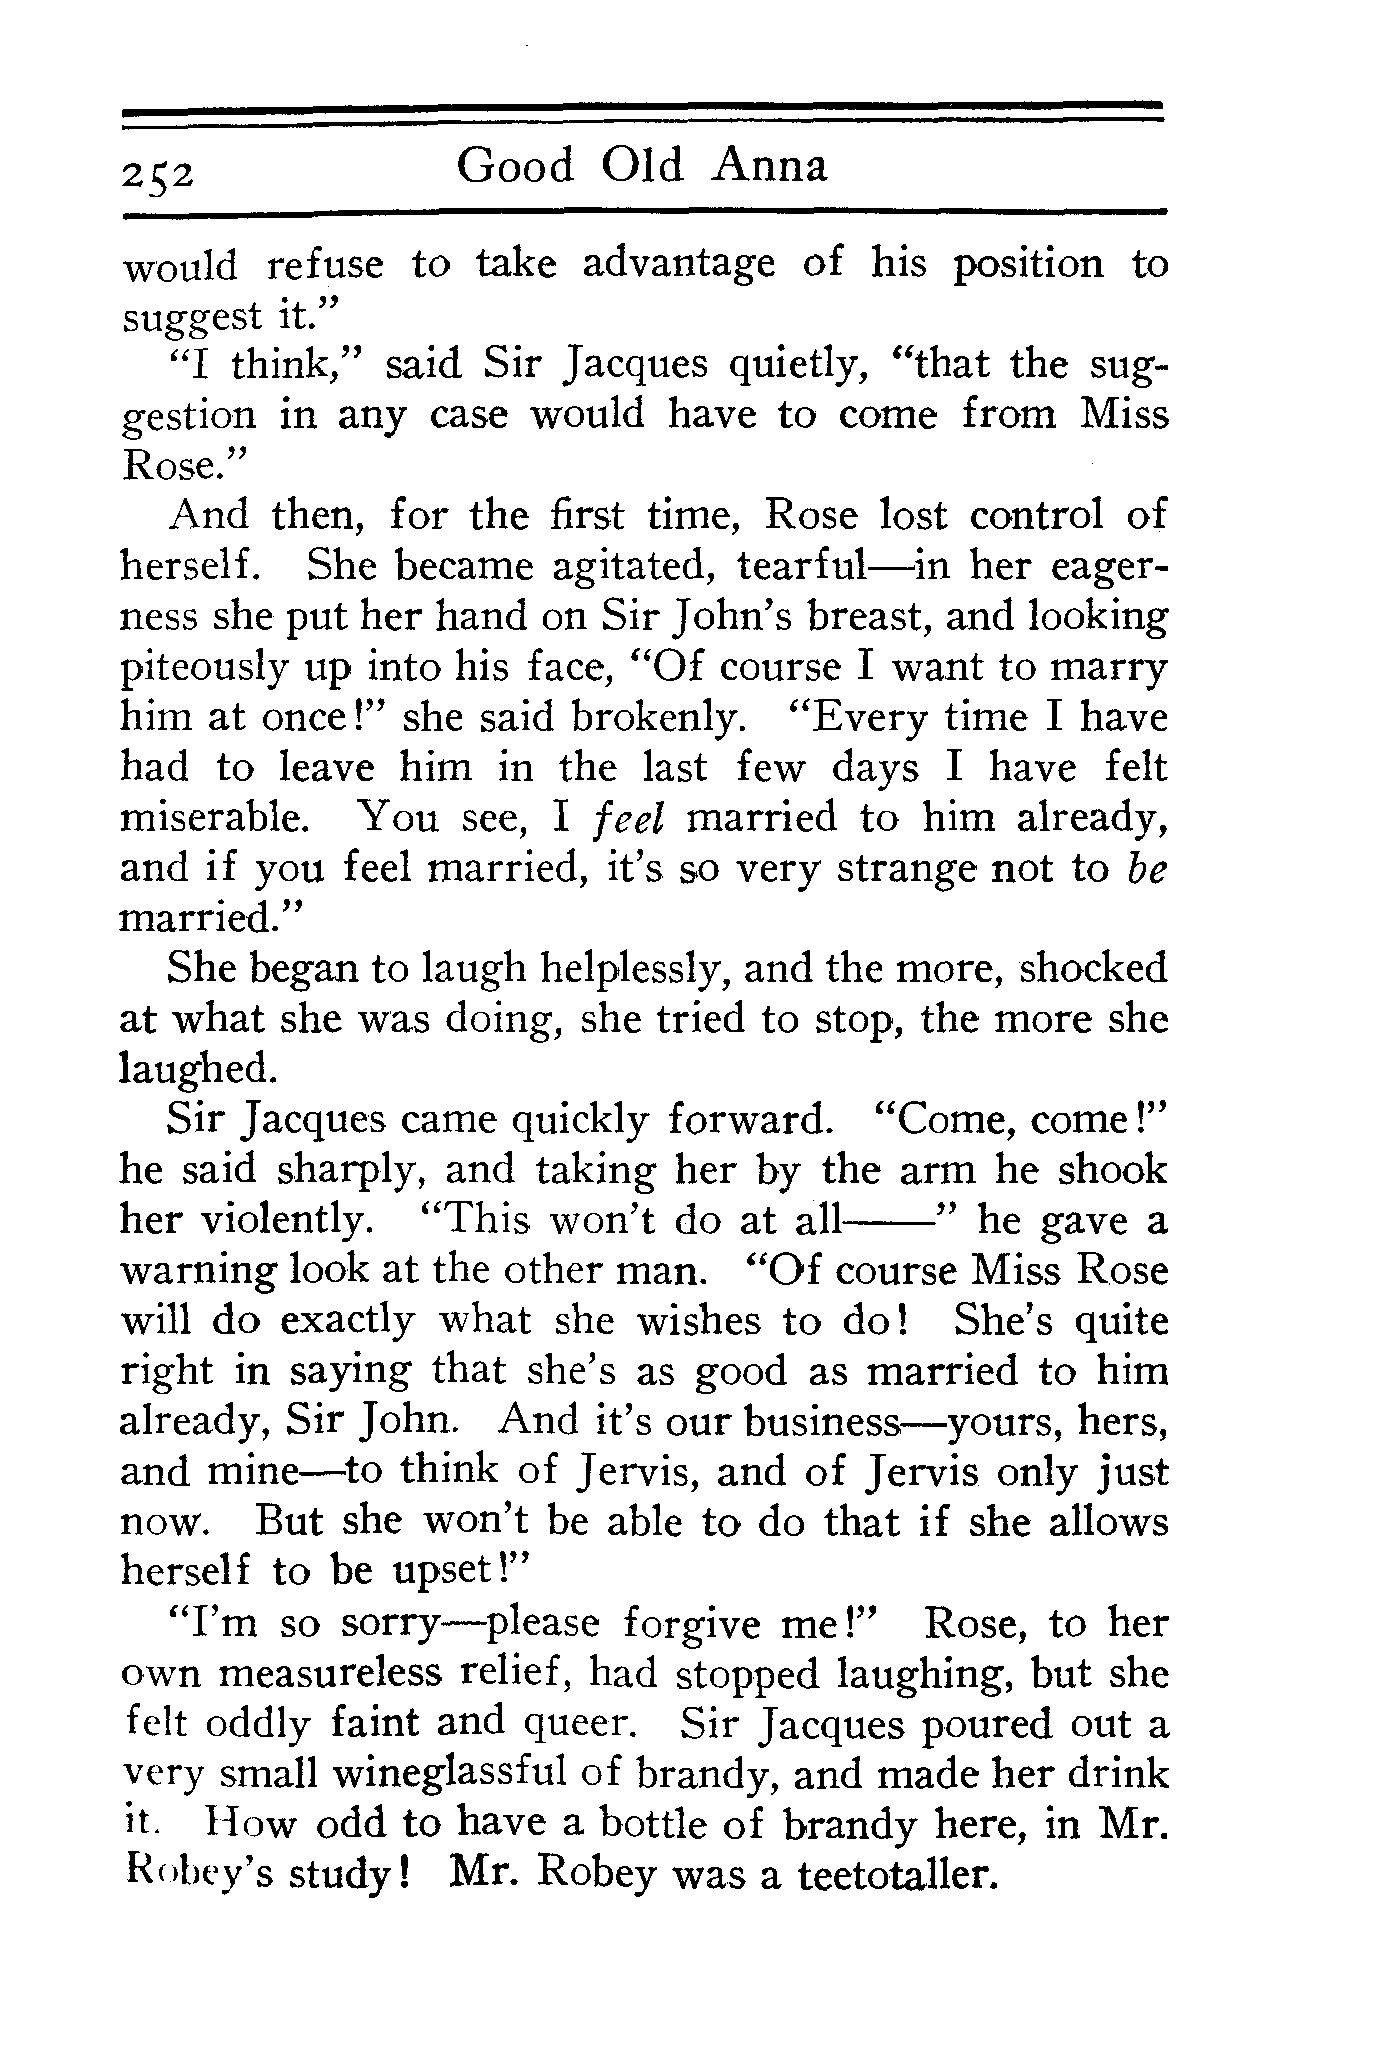 252 Good Old Anna
would refuse to take advantage of his position to
suggest it.”
“I think,” said Sir Jacques quietly, “that the sug-
gestion in any case would have to come from Miss
Rose.”
And then, for the first time, Rose lost control of
herself. She became agitated, tearful—in her eager-
ness she put her hand on Sir John’s breast, and looking
piteously up into his face, “Of course I want to marry
him at once!” she said brokenly. “Every time I have
had to leave him in the last few days I have felt
miserable. You see, I feel married to him already,
and if you feel married, it’s so very strange not to be
married.”
She began to laugh helplessly, and the more, shocked
at what she was doing, she tried to stop, the more she
laughed.
Sir Jacques came quickly forward. “Come, come!”
he said sharply, and taking her by the arm he shook
her violently. “This won’t do at all——” he gave a
warning look at the other man. “Of course Miss Rose
will do exactly what she wishes to do! She’s quite
right in saying that she’s as good as married to him
already, Sir John. And it’s our business—yours, hers,
and mine—to think of Jervis, and of Jervis only just
now. But she won’t be able to do that if she allows
herself to be upset!”
“I’m so sorry—please forgive me!” Rose, to her
own measureless relief, had stopped laughing, but she
felt oddly faint and queer. Sir Jacques poured out a
very small wineglassful of brandy, and made her drink
it. How odd to have a bottle of brandy here, in Mr.
Robey’s study! Mr. Robey was a teetotaller.